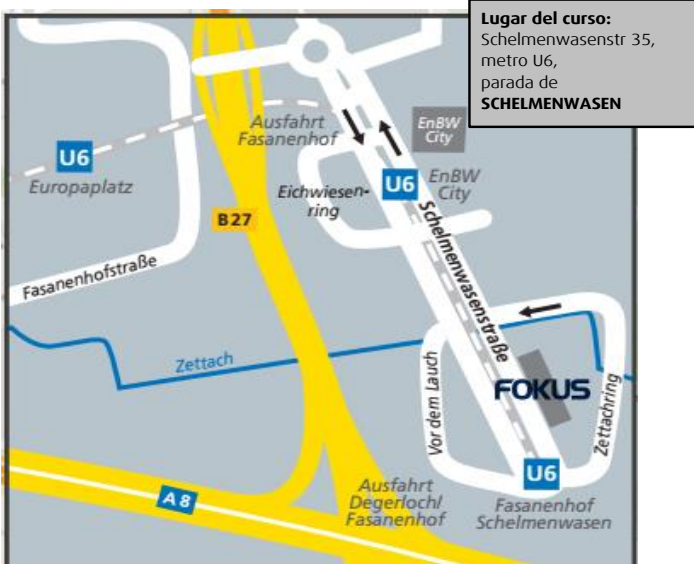 Lugar del curso:
Schelmenwasenstr 35,
metro U6,
parada de
SCHELMENWASEN
Ausfahrt
Fasanenhof
EnBW
City
U6
Europaplatz
Eichwiesen-
ring
U6
EnBW
City
B27
Schelmenwasenstraße
Fasanenhofstraße
Zettach
Vor dem Lauch
FOKUS
Zettachring
U6
A 8
Ausfahrt
Degerloch/
Fasanenhof
Fasanenhof
Schelmenwasen